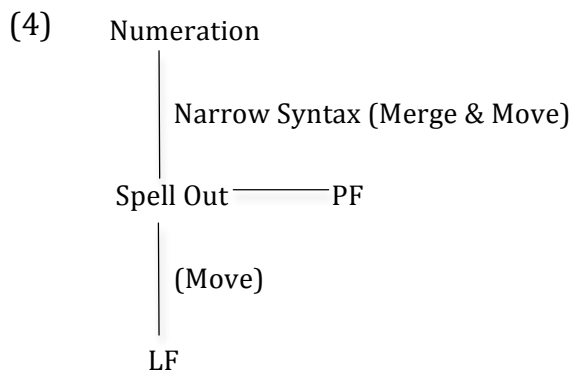 (4) Numeration
Narrow Syntax (Merge & Move)
Spell Out PF
(Move)
LF